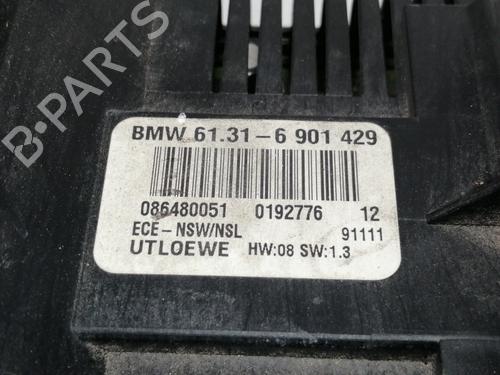 BMW 61.31-6 901 429
086480051 0192776 12
ECE-NSW/NSL 91111
UTLOEWE HW:08 SW:1.3
B-PARTS